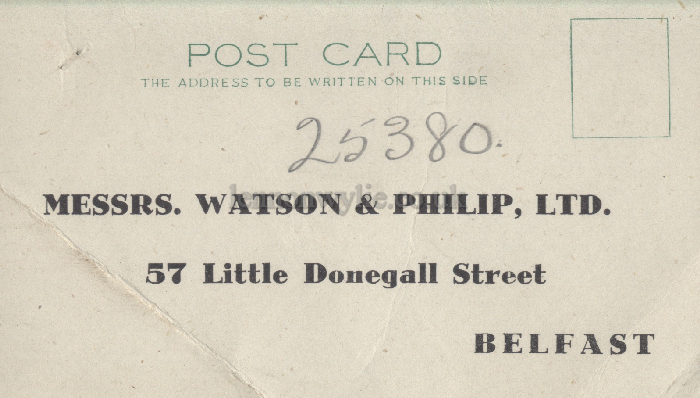 POST CARD
THE ADDRESS TO BE WRITTEN ON THIS SIDE
25380.
MESSRS. WATSON & PHILIP, LTD.
57 Little Donegall Street
BELFAST